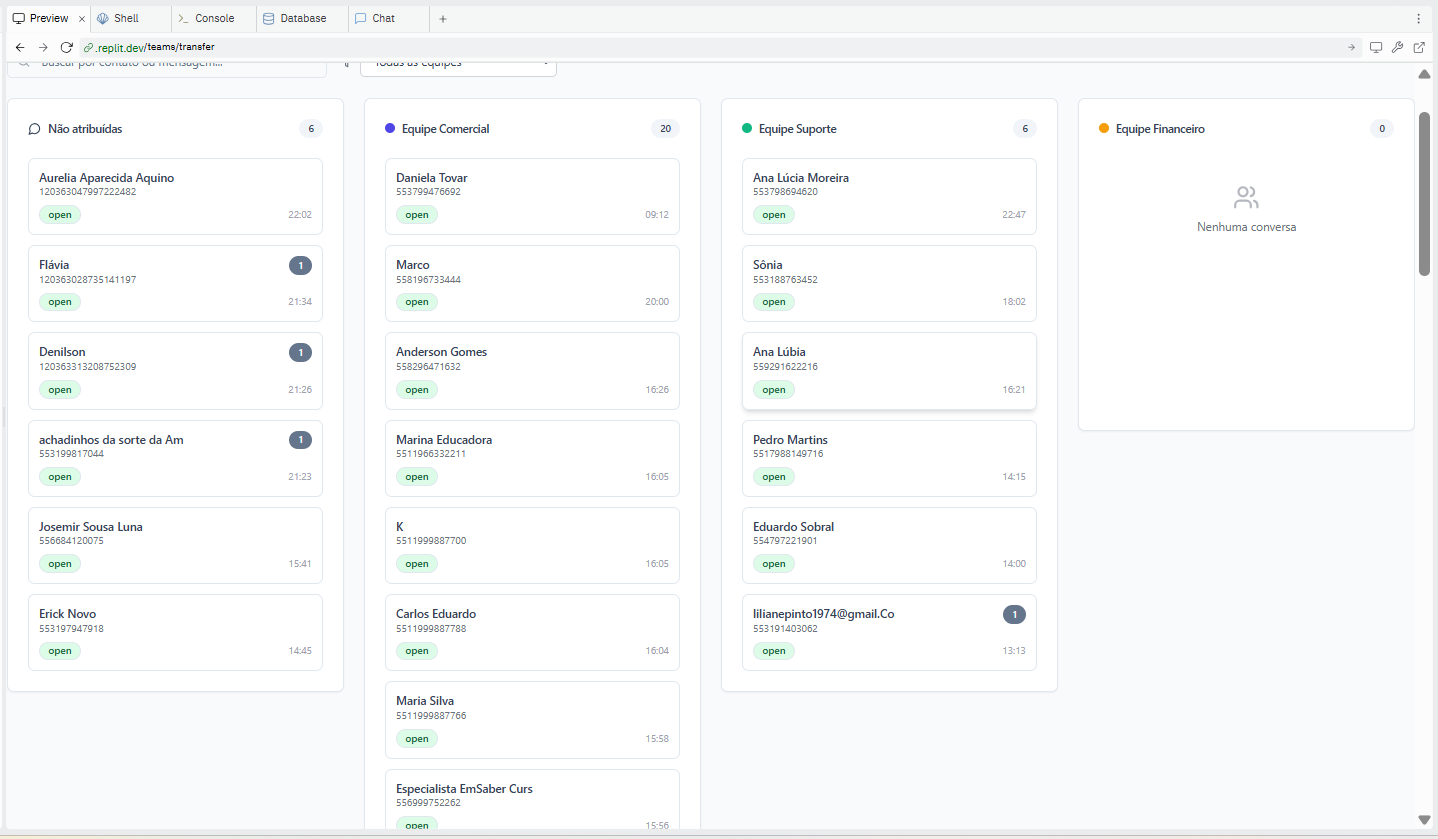 Preview
Shell
Console
Database
Chat
.replit.dev/teams/transfer
Buscar por contato ou mensagem...
Todas as equipes
Não atribuídas 6
Aurelia Aparecida Aquino
120363047997222482
open 22:02
Flávia 1
120363028735141197
open 21:34
Denilson 1
120363313208752309
open 21:26
achadinhos da sorte da Am 1
553199817044
open 21:23
Josemir Sousa Luna
556684120075
open 15:41
Erick Novo
553197947918
open 14:45
Equipe Comercial 20
Daniela Tovar
553799476692
open 09:12
Marco
558196733444
open 20:00
Anderson Gomes
558296471632
open 16:26
Marina Educadora
5511966332211
open 16:05
K
5511999887700
open 16:05
Carlos Eduardo
5511999887788
open 16:04
Maria Silva
5511999887766
open 15:58
Especialista EmSaber Curs
556999752262
open 15:56
Equipe Suporte 6
Ana Lúcia Moreira
553798694620
open 22:47
Sônia
553188763452
open 18:02
Ana Lúbia
559291622216
open 16:21
Pedro Martins
5517988149716
open 14:15
Eduardo Sobral
554797221901
open 14:00
lilianepinto1974@gmail.Co 1
553191403062
open 13:13
Equipe Financeiro 0
Nenhuma conversa